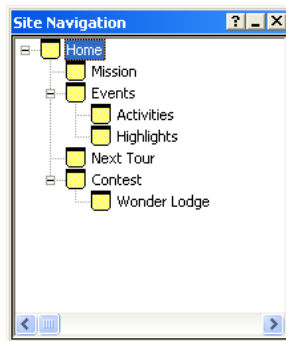 Site Navigation
Home
Mission
Events
Activities
Highlights
Next Tour
Contest
Wonder Lodge